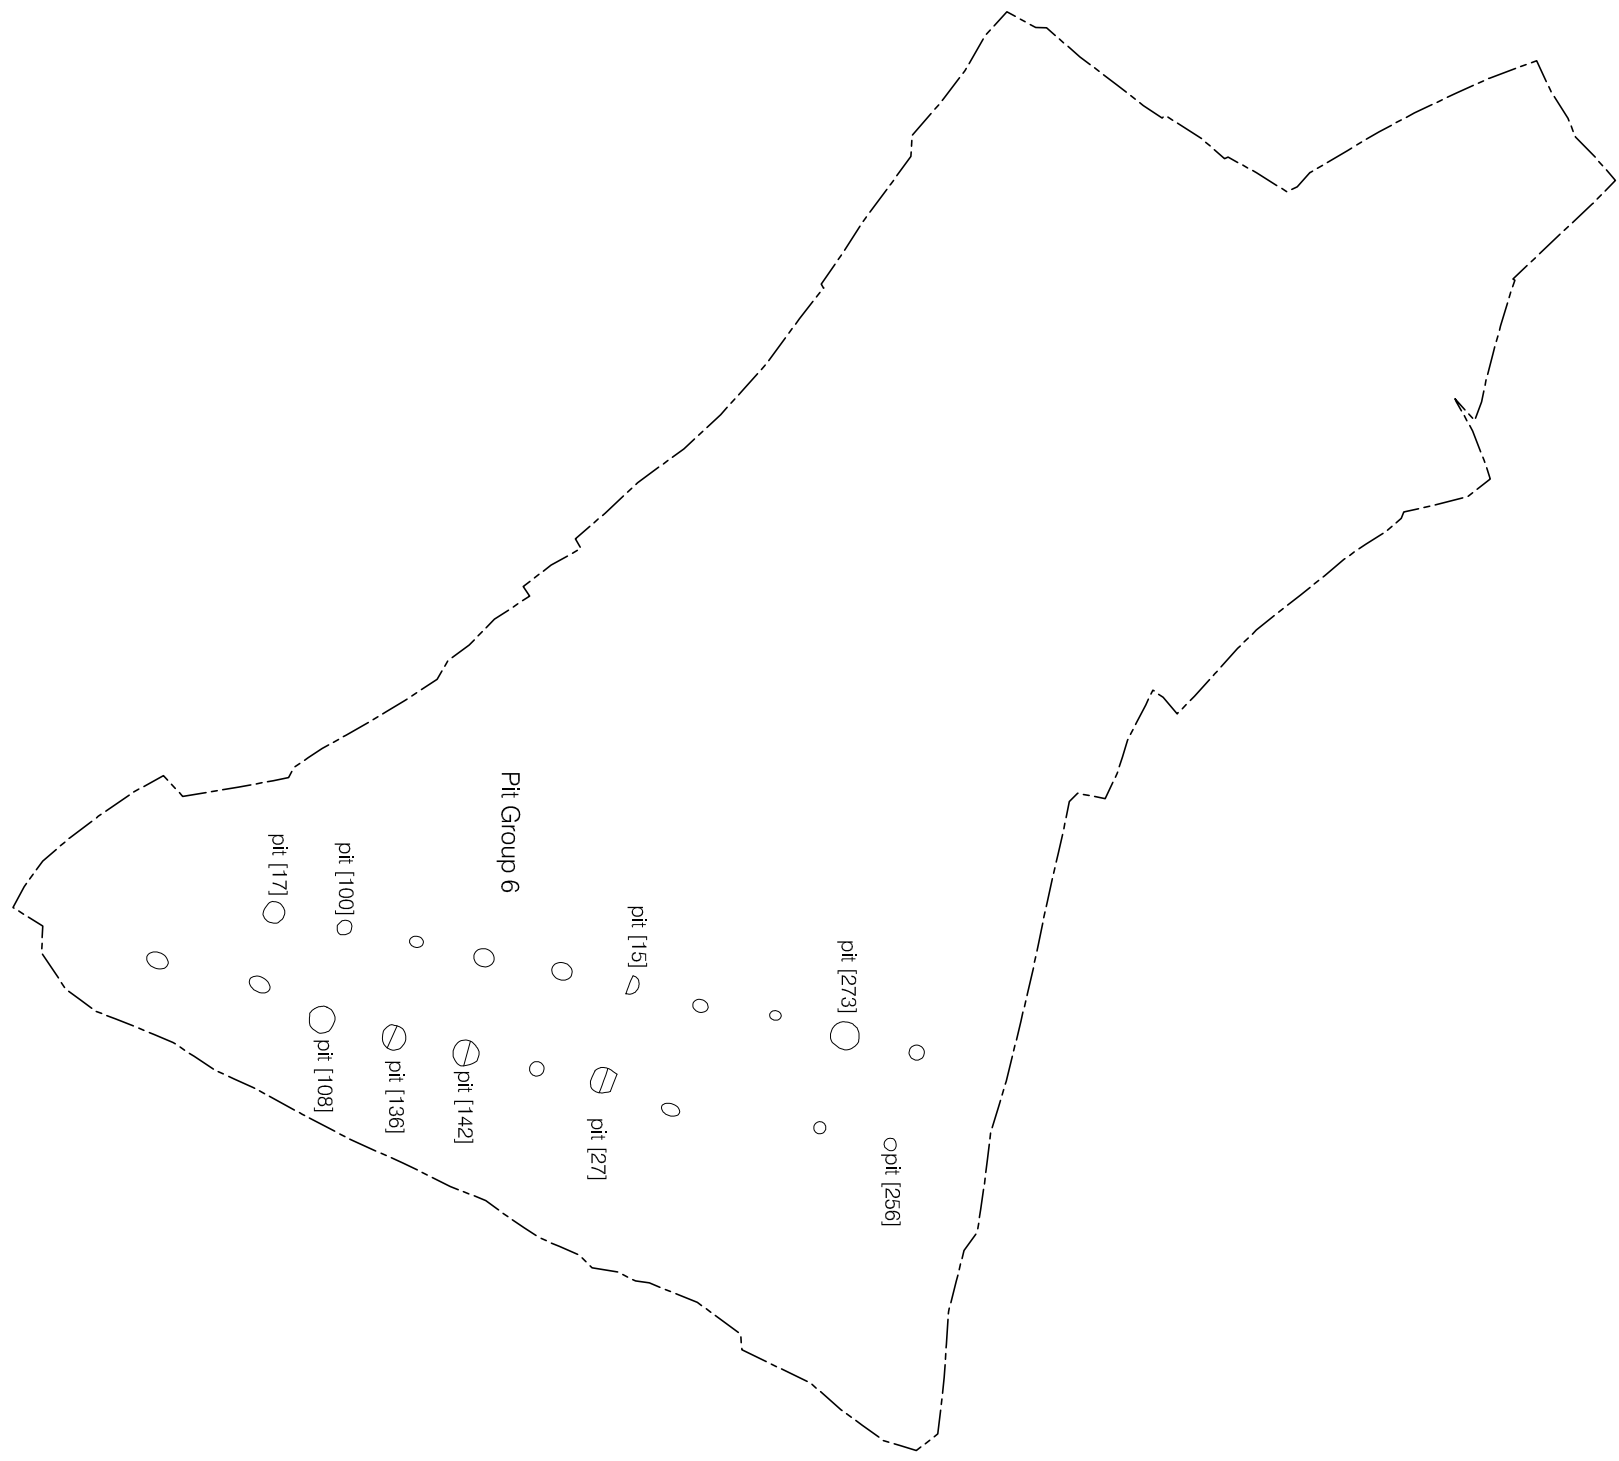 Pit Group 6
pit [17]
pit [100]
pit [15]
pit [273]
pit [108]
pit [136]
pit [142]
pit [27]
pit [256]